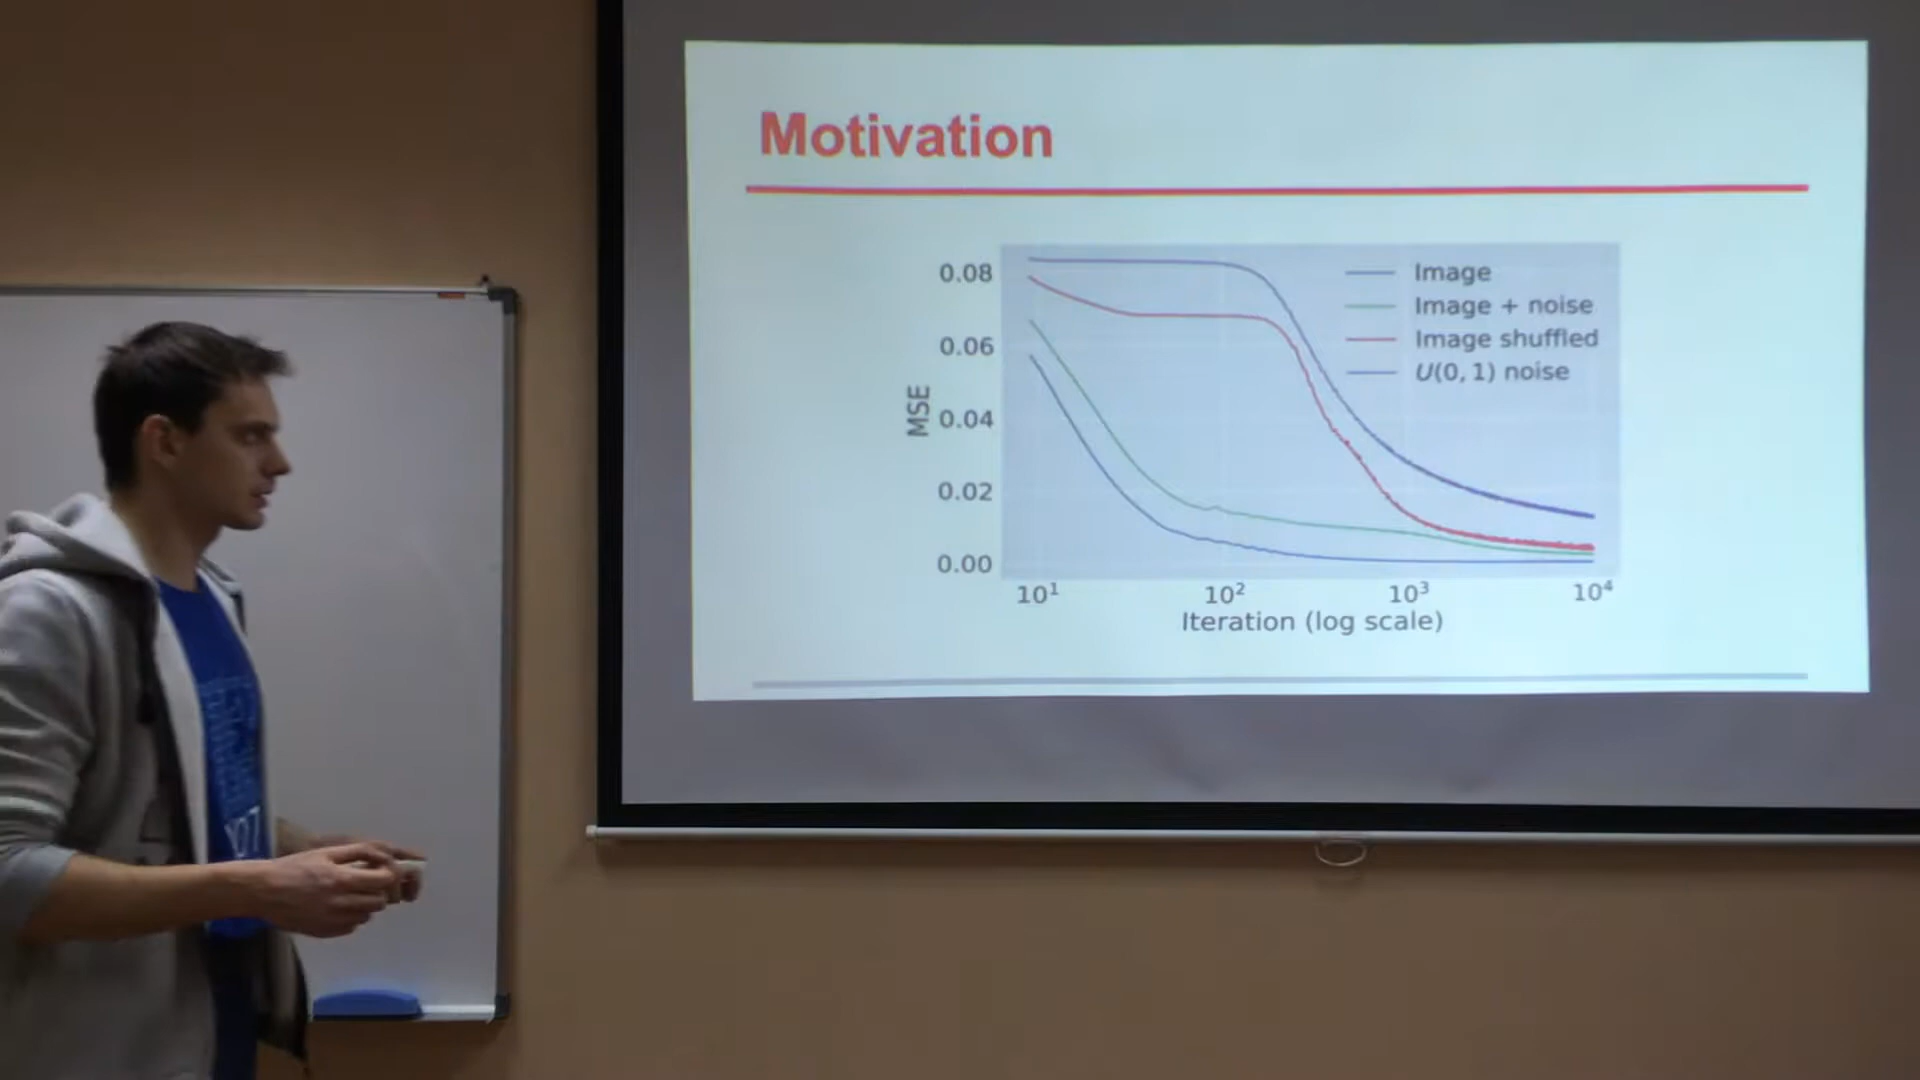 Motivation
0.08
0.06
0.04
0.02
0.00
MSE
10¹
10²
10³
10⁴
Iteration (log scale)
Image
Image + noise
Image shuffled
U(0, 1) noise